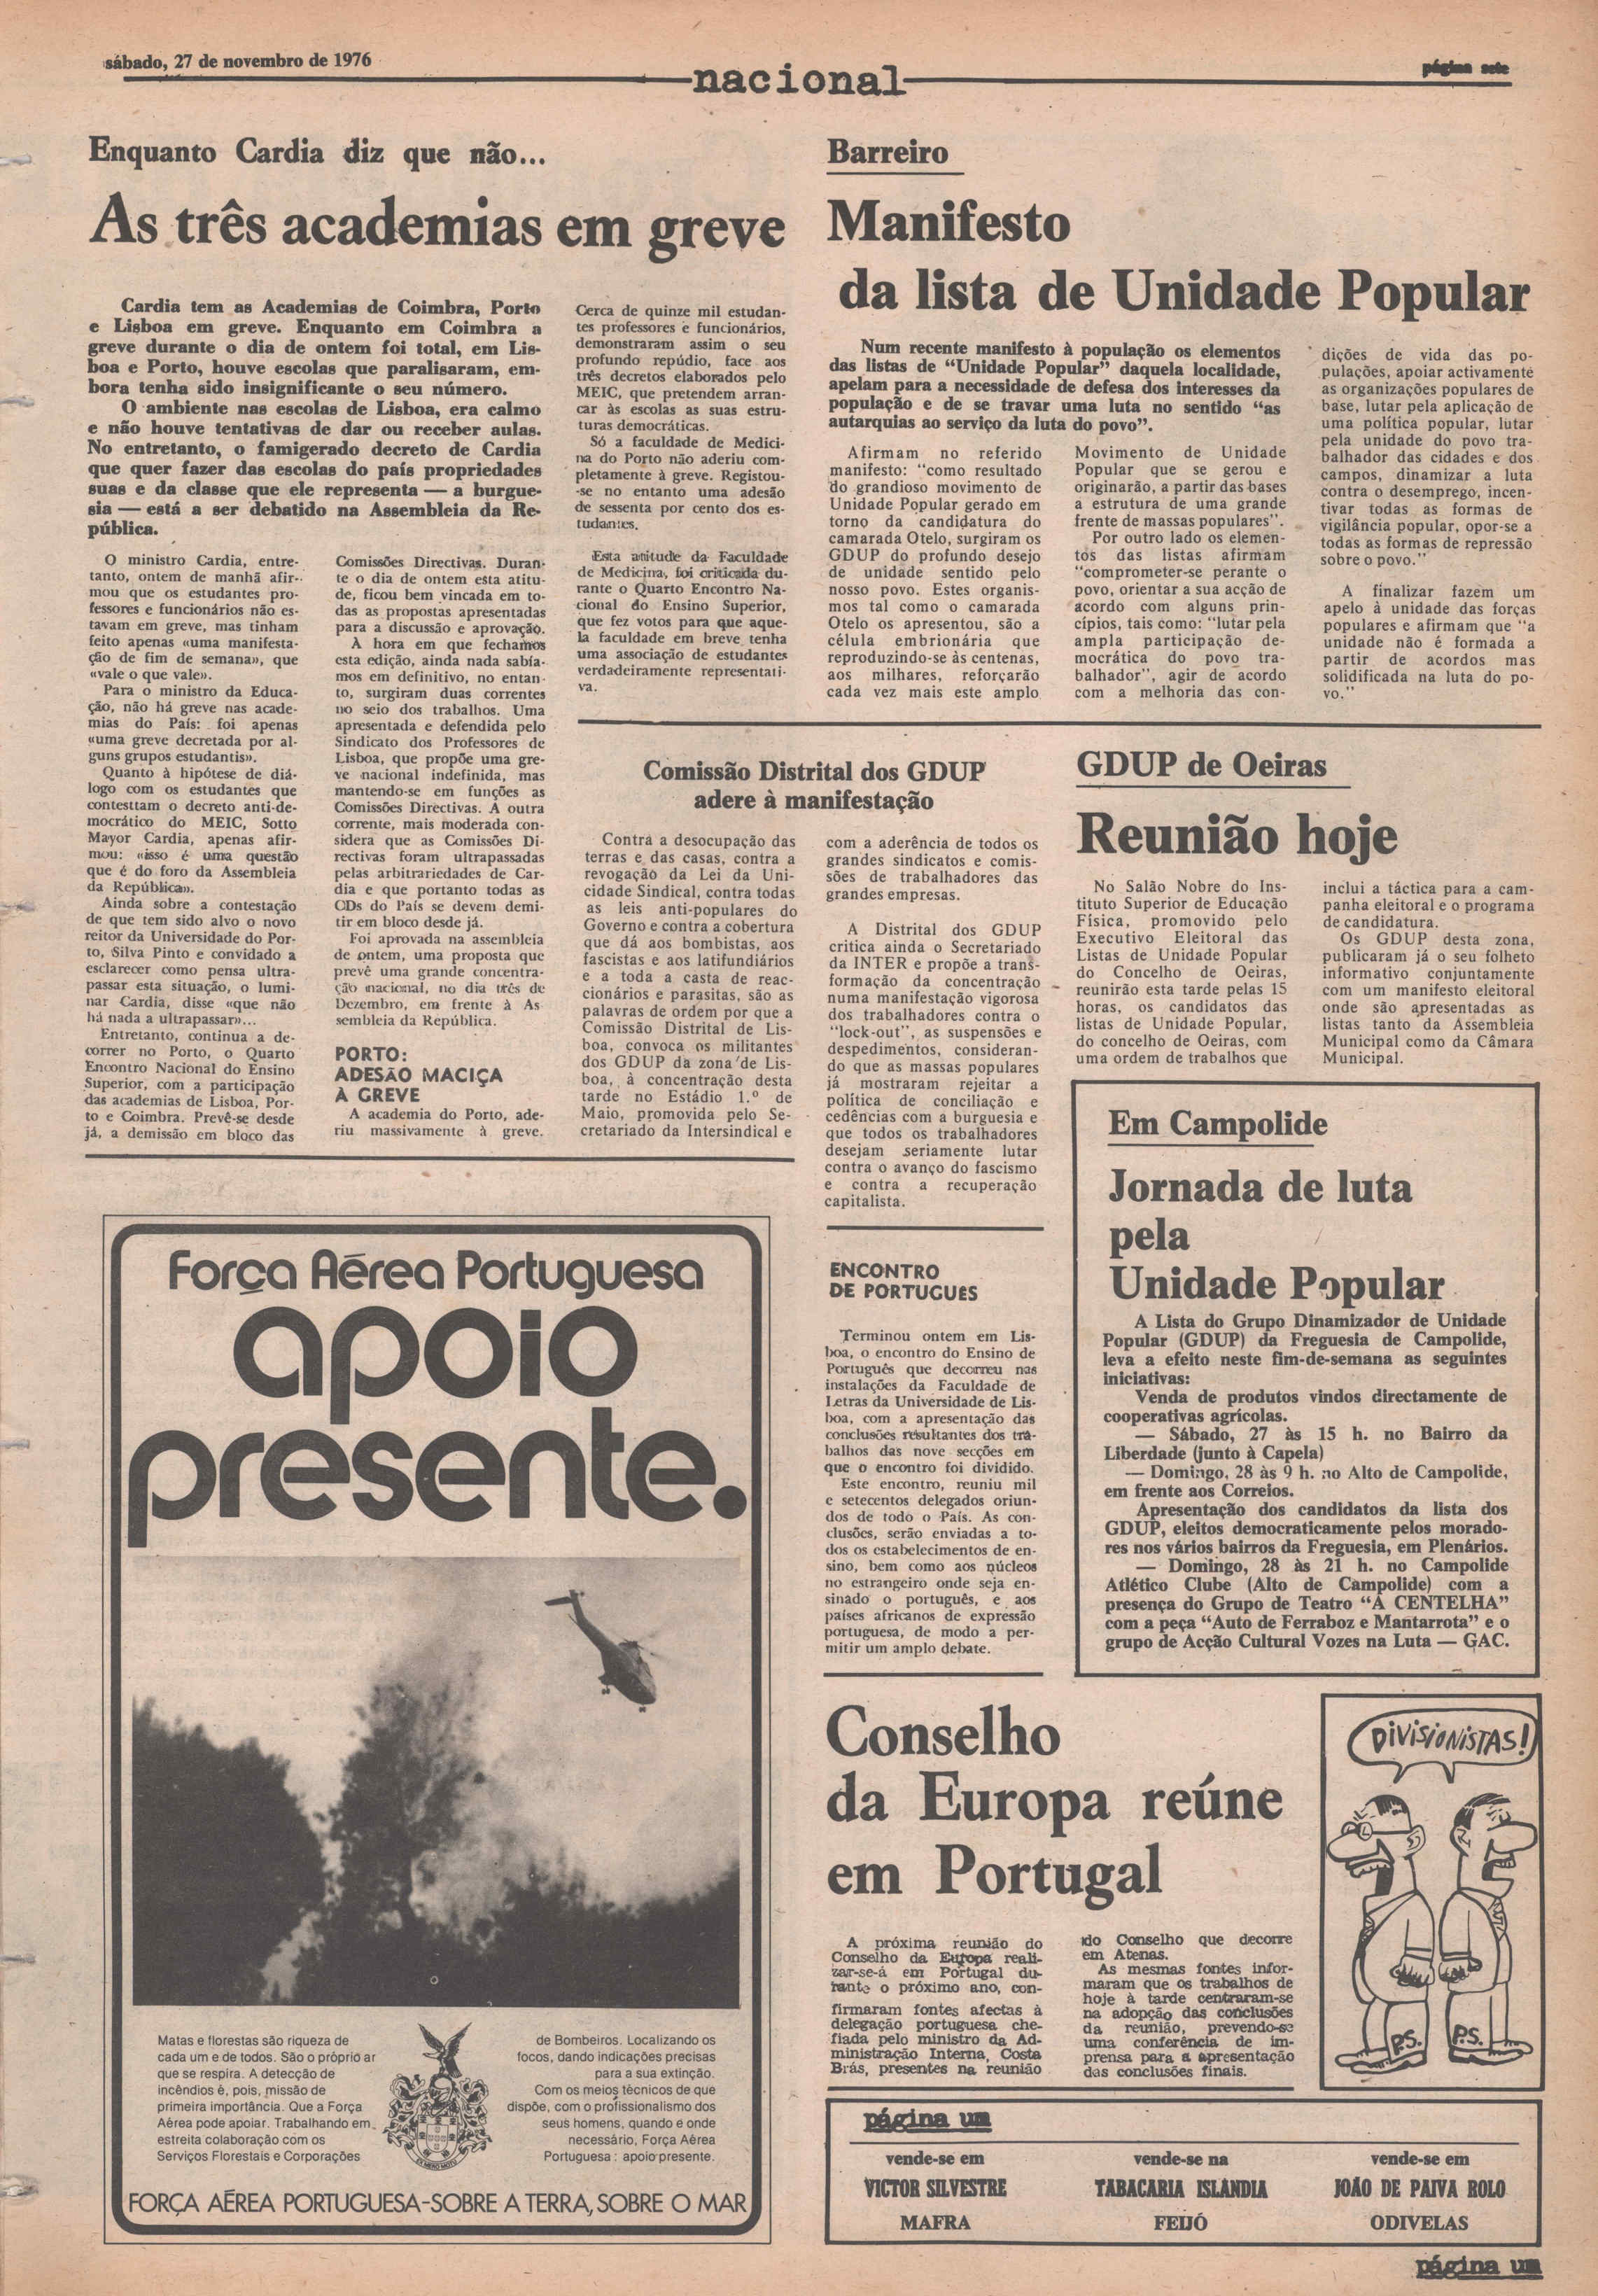 sábado, 27 de novembro de 1976
nacional
página sete
Enquanto Cardia diz que não...
As três academias em greve
Cardia tem as Academias de Coimbra, Porto
e Lisboa em greve. Enquanto em Coimbra a
greve durante o dia de ontem foi total, em Lis-
boa e Porto, houve escolas que paralisaram, em-
bora tenha sido insignificante o seu número.
O ambiente nas escolas de Lisboa, era calmo
e não houve tentativas de dar ou receber aulas.
No entretanto, o famigerado decreto de Cardia
que quer fazer das escolas do país propriedades
suas e da classe que ele representa — a burgue-
sia — está a ser debatido na Assembleia da Re-
pública.
O ministro Cardia, entre-
tanto, ontem de manhã afir-
mou que os estudantes pro-
fessores e funcionários não es-
tavam em greve, mas tinham
feito apenas «uma manifesta-
ção de fim de semana», que
«vale o que vale».
Para o ministro da Educa-
ção, não há greve nas acade-
mias do País: foi apenas
«uma greve decretada por al-
guns grupos estudantis».
Quanto à hipótese de diá-
logo com os estudantes que
contesttam o decreto anti-de-
mocrático do MEIC, Sotto
Mayor Cardia, apenas afir-
mou: «isso é uma questão
que é do foro da Assembleia
da República».
Ainda sobre a contestação
de que tem sido alvo o novo
reitor da Universidade do Por-
to, Silva Pinto e convidado a
esclarecer como pensa ultra-
passar esta situação, o lumi-
nar Cardia, disse «que não
há nada a ultrapassar»...
Entretanto, continua a de-
correr no Porto, o Quarto
Encontro Nacional do Ensino
Superior, com a participação
das academias de Lisboa, Por-
to e Coimbra. Prevê-se desde
já, a demissão em bloco das
Comissões Directivas. Duran-
te o dia de ontem esta atitu-
de, ficou bem vincada em to-
das as propostas apresentadas
para a discussão e aprovação.
À hora em que fechamos
esta edição, ainda nada sabía-
mos em definitivo, no entan-
to, surgiram duas correntes
no seio dos trabalhos. Uma
apresentada e defendida pelo
Sindicato dos Professores de
Lisboa, que propõe uma gre-
ve nacional indefinida, mas
mantendo-se em funções as
Comissões Directivas. A outra
corrente, mais moderada con-
sidera que as Comissões Di-
rectivas foram ultrapassadas
pelas arbitrariedades de Car-
dia e que portanto todas as
CDs do País se devem demi-
tir em bloco desde já.
Foi aprovada na assembleia
de ontem, uma proposta que
prevê uma grande concentra-
ção nacional, no dia três de
Dezembro, em frente à As
sembleia da República.
PORTO:
ADESÃO MACIÇA
À GREVE
A academia do Porto, ade-
riu massivamente à greve.
Cerca de quinze mil estudan-
tes professores e funcionários,
demonstraram assim o seu
profundo repúdio, face aos
três decretos elaborados pelo
MEIC, que pretendem arran-
car às escolas as suas estru-
turas democráticas.
Só a faculdade de Medici-
na do Porto não aderiu com-
pletamente à greve. Registou-
-se no entanto uma adesão
de sessenta por cento dos es-
tudantes.
Esta atitude da Faculdade
de Medicina, foi criticada du-
rante o Quarto Encontro Na-
cional do Ensino Superior,
que fez votos para que aque-
la faculdade em breve tenha
uma associação de estudantes
verdadeiramente representati-
va.
Barreiro
Manifesto
da lista de Unidade Popular
Num recente manifesto à população os elementos
das listas de “Unidade Popular” daquela localidade,
apelam para a necessidade de defesa dos interesses da
população e de se travar uma luta no sentido “as
autarquias ao serviço da luta do povo”.
Afirmam no referido
manifesto: “como resultado
do grandioso movimento de
Unidade Popular gerado em
torno da candidatura do
camarada Otelo, surgiram os
GDUP do profundo desejo
de unidade sentido pelo
nosso povo. Estes organis-
mos tal como o camarada
Otelo os apresentou, são a
célula embrionária que
reproduzindo-se às centenas,
aos milhares, reforçarão
cada vez mais este amplo
Movimento de Unidade
Popular que se gerou e
originarão, a partir das bases
a estrutura de uma grande
frente de massas populares”.
Por outro lado os elemen-
tos das listas afirmam
“comprometer-se perante o
povo, orientar a sua acção de
acordo com alguns prin-
cípios, tais como: “lutar pela
ampla participação de-
mocrática do povo tra-
balhador”, agir de acordo
com a melhoria das con-
dições de vida das po-
pulações, apoiar activamente
as organizações populares de
base, lutar pela aplicação de
uma política popular, lutar
pela unidade do povo tra-
balhador das cidades e dos
campos, dinamizar a luta
contra o desemprego, incen-
tivar todas as formas de
vigilância popular, opor-se a
todas as formas de repressão
sobre o povo.”
A finalizar fazem um
apelo à unidade das forças
populares e afirmam que “a
unidade não é formada a
partir de acordos mas
solidificada na luta do po-
vo.”
Comissão Distrital dos GDUP
adere à manifestação
Contra a desocupação das
terras e das casas, contra a
revogação da Lei da Uni-
cidade Sindical, contra todas
as leis anti-populares do
Governo e contra a cobertura
que dá aos bombistas, aos
fascistas e aos latifundiários
e a toda a casta de reac-
cionários e parasitas, são as
palavras de ordem por que a
Comissão Distrital de Lis-
boa, convoca os militantes
dos GDUP da zona de Lis-
boa, à concentração desta
tarde no Estádio 1.º de
Maio, promovida pelo Se-
cretariado da Intersindical e
com a aderência de todos os
grandes sindicatos e comis-
sões de trabalhadores das
grandes empresas.
A Distrital dos GDUP
critica ainda o Secretariado
da INTER e propõe a trans-
formação da concentração
numa manifestação vigorosa
dos trabalhadores contra o
“lock-out”, as suspensões e
despedimentos, consideran-
do que as massas populares
já mostraram rejeitar a
política de conciliação e
cedências com a burguesia e
que todos os trabalhadores
desejam seriamente lutar
contra o avanço do fascismo
e contra a recuperação
capitalista.
GDUP de Oeiras
Reunião hoje
No Salão Nobre do Ins-
tituto Superior de Educação
Física, promovido pelo
Executivo Eleitoral das
Listas de Unidade Popular
do Concelho de Oeiras,
reunirão esta tarde pelas 15
horas, os candidatos das
listas de Unidade Popular,
do concelho de Oeiras, com
uma ordem de trabalhos que
inclui a táctica para a cam-
panha eleitoral e o programa
de candidatura.
Os GDUP desta zona,
publicaram já o seu folheto
informativo conjuntamente
com um manifesto eleitoral
onde são apresentadas as
listas tanto da Assembleia
Municipal como da Câmara
Municipal.
Em Campolide
Jornada de luta
pela
Unidade Popular
A Lista do Grupo Dinamizador de Unidade
Popular (GDUP) da Freguesia de Campolide,
leva a efeito neste fim-de-semana as seguintes
iniciativas:
Venda de produtos vindos directamente de
cooperativas agrícolas.
— Sábado, 27 às 15 h. no Bairro da
Liberdade (junto à Capela)
— Domingo, 28 às 9 h. no Alto de Campolide,
em frente aos Correios.
Apresentação dos candidatos da lista dos
GDUP, eleitos democraticamente pelos morado-
res nos vários bairros da Freguesia, em Plenários.
— Domingo, 28 às 21 h. no Campolide
Atlético Clube (Alto de Campolide) com a
presença do Grupo de Teatro “A CENTELHA”
com a peça “Auto de Ferraboz e Mantarrota” e o
grupo de Acção Cultural Vozes na Luta — GAC.
ENCONTRO
DE PORTUGUÊS
Terminou ontem em Lis-
boa, o encontro do Ensino de
Português que decorreu nas
instalações da Faculdade de
Letras da Universidade de Lis-
boa, com a apresentação das
conclusões resultantes dos tra-
balhos das nove secções em
que o encontro foi dividido.
Este encontro, reuniu mil
e setecentos delegados oriun-
dos de todo o País. As con-
clusões, serão enviadas a to-
dos os estabelecimentos de en-
sino, bem como aos núcleos
no estrangeiro onde seja en-
sinado o português, e aos
países africanos de expressão
portuguesa, de modo a per-
mitir um amplo debate.
Conselho
da Europa reúne
em Portugal
A próxima reunião do
Conselho da Europa reali-
zar-se-á em Portugal du-
rante o próximo ano, con-
firmaram fontes afectas à
delegação portuguesa che-
fiada pelo ministro da Ad-
ministração Interna, Costa
Brás, presentes na reunião
do Conselho que decorre
em Atenas.
As mesmas fontes infor-
maram que os trabalhos de
hoje à tarde centraram-se
na adopção das conclusões
da reunião, prevendo-se
uma conferência de im-
prensa para a apresentação
das conclusões finais.
DIVISIONISTAS!
P.S.
P.S.
Força Aérea Portuguesa
apoio
presente.
Matas e florestas são riqueza de
cada um e de todos. São o próprio ar
que se respira. A detecção de
incêndios é, pois, missão de
primeira importância. Que a Força
Aérea pode apoiar. Trabalhando em
estreita colaboração com os
Serviços Florestais e Corporações
de Bombeiros. Localizando os
focos, dando indicações precisas
para a sua extinção.
Com os meios técnicos de que
dispõe, com o profissionalismo dos
seus homens, quando e onde
necessário, Força Aérea
Portuguesa: apoio presente.
EX MERO MOTU
FORÇA AÉREA PORTUGUESA-SOBRE A TERRA, SOBRE O MAR
página um
vende-se em
VICTOR SILVESTRE
MAFRA
vende-se na
TABACARIA ISLÂNDIA
FEIJÓ
vende-se em
JOÃO DE PAIVA ROLO
ODIVELAS
página um